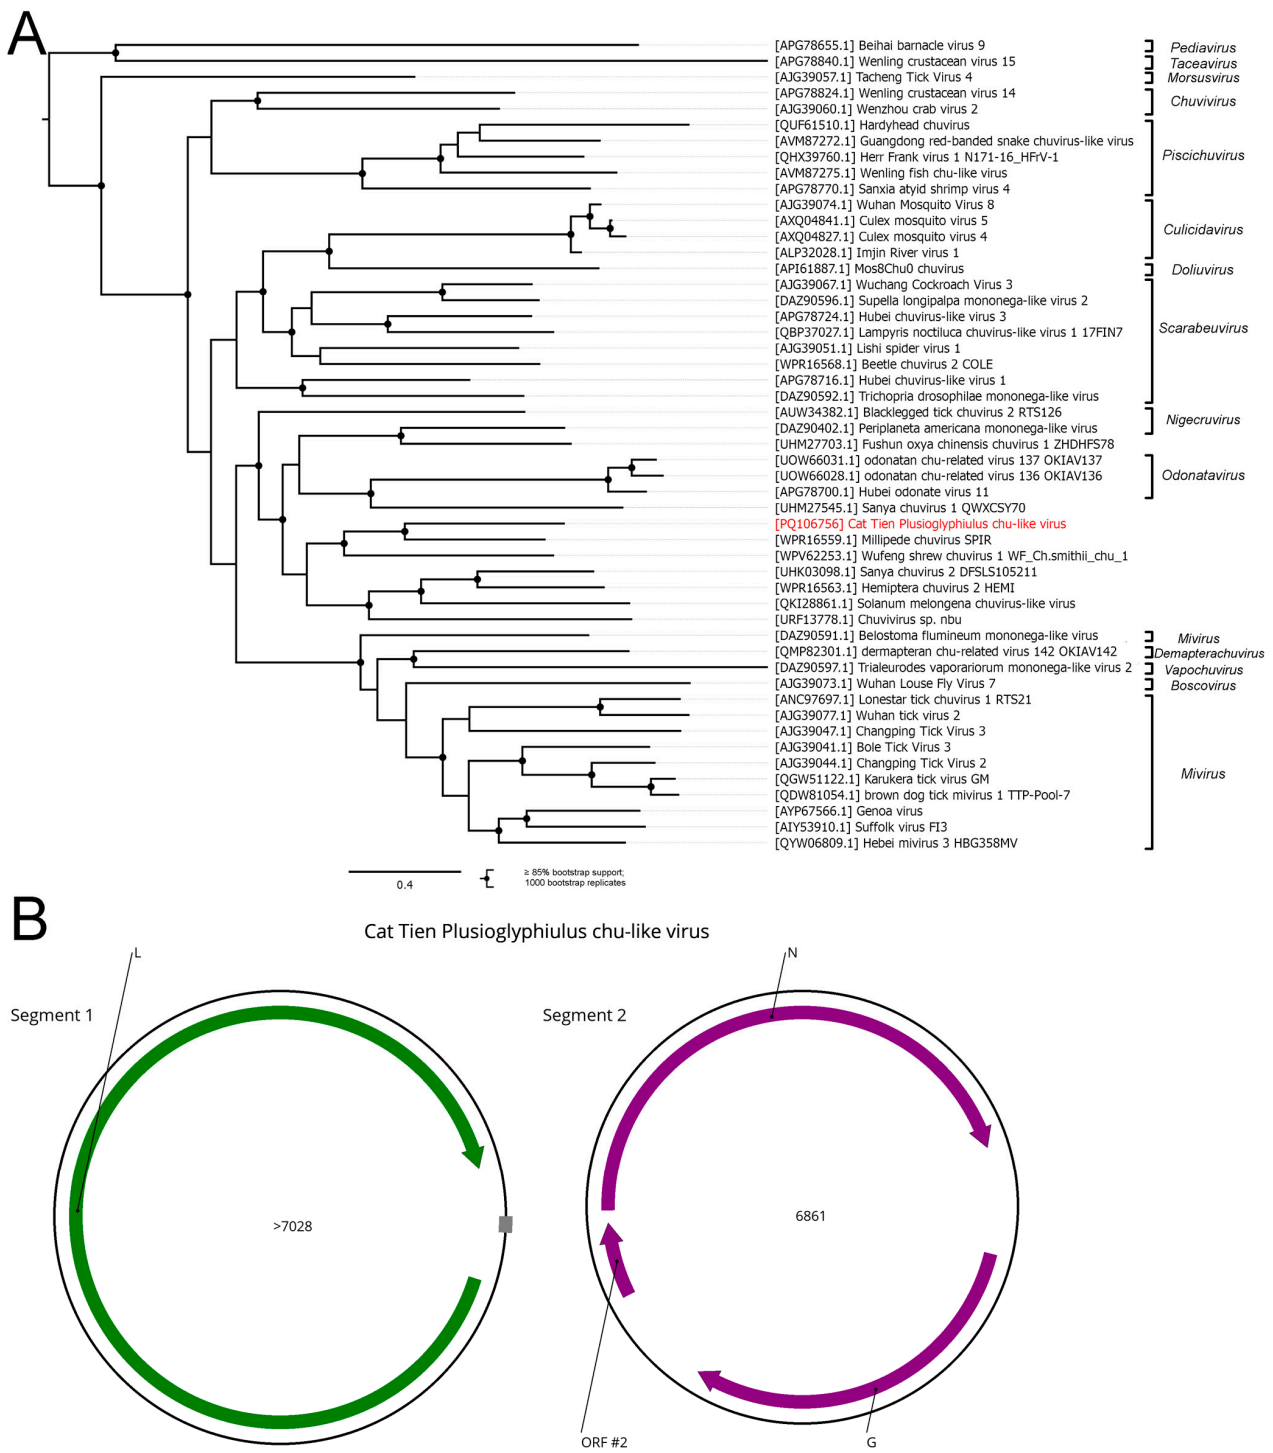 A
[APG78655.1] Beihai barnacle virus 9
Pediavirus
[APG78840.1] Wenling crustacean virus 15
Taceavirus
[AJG39057.1] Tacheng Tick Virus 4
Morsusvirus
[APG78824.1] Wenling crustacean virus 14
Chuvivirus
[AJG39060.1] Wenzhou crab virus 2
[QUF61510.1] Hardyhead chuvirus
[AVM87272.1] Guangdong red-banded snake chuvirus-like virus
[QHX39760.1] Herr Frank virus 1 N171-16_HFrV-1
Piscichuvirus
[AVM87275.1] Wenling fish chu-like virus
[APG78770.1] Sanxia atyid shrimp virus 4
[AJG39074.1] Wuhan Mosquito Virus 8
[AXQ04841.1] Culex mosquito virus 5
Culicidavirus
[AXQ04827.1] Culex mosquito virus 4
[ALP32028.1] Imjin River virus 1
[API61887.1] Mos8Chu0 chuvirus
Doliuvirus
[AJG39067.1] Wuchang Cockroach Virus 3
[DAZ90596.1] Supella longipalpa mononega-like virus 2
[APG78724.1] Hubei chuvirus-like virus 3
Scarabeuvirus
[QBP37027.1] Lampyris noctiluca chuvirus-like virus 1 17FIN7
[AJG39051.1] Lishi spider virus 1
[WPR16568.1] Beetle chuvirus 2 COLE
[APG78716.1] Hubei chuvirus-like virus 1
[DAZ90592.1] Trichopria drosophilae mononega-like virus
[AUW34382.1] Blacklegged tick chuvirus 2 RTS126
Nigecruvirus
[DAZ90402.1] Periplaneta americana mononega-like virus
[UHM27703.1] Fushun oxya chinensis chuvirus 1 ZHDHFS78
[UOW66031.1] odonatan chu-related virus 137 OKIAV137
[UOW66028.1] odonatan chu-related virus 136 OKIAV136
Odonatavirus
[APG78700.1] Hubei odonate virus 11
[UHM27545.1] Sanya chuvirus 1 QWXCSY70
[PQ106756] Cat Tien Plusioglyphiulus chu-like virus
[WPR16559.1] Millipede chuvirus SPIR
[WPV62253.1] Wufeng shrew chuvirus 1 WF_Ch.smithii_chu_1
[UHK03098.1] Sanya chuvirus 2 DFSLS105211
[WPR16563.1] Hemiptera chuvirus 2 HEMI
[QKI28861.1] Solanum melongena chuvirus-like virus
[URF13778.1] Chuvivirus sp. nbu
[DAZ90591.1] Belostoma flumineum mononega-like virus
Mivirus
[QMP82301.1] dermapteran chu-related virus 142 OKIAV142
Demapterachuvirus
[DAZ90597.1] Trialeurodes vaporariorum mononega-like virus 2
Vapochuvirus
[AJG39073.1] Wuhan Louse Fly Virus 7
Boscovirus
[ANC97697.1] Lonestar tick chuvirus 1 RTS21
[AJG39077.1] Wuhan tick virus 2
[AJG39047.1] Changping Tick Virus 3
[AJG39041.1] Bole Tick Virus 3
[AJG39044.1] Changping Tick Virus 2
Mivirus
[QGW51122.1] Karukera tick virus GM
[QDW81054.1] brown dog tick mivirus 1 TTP-Pool-7
[AYP67566.1] Genoa virus
[AIY53910.1] Suffolk virus FI3
[QYW06809.1] Hebei mivirus 3 HBG358MV
0.4
≥ 85% bootstrap support;
1000 bootstrap replicates
B
Cat Tien Plusioglyphiulus chu-like virus
L
N
Segment 1
Segment 2
>7028
6861
ORF #2
G